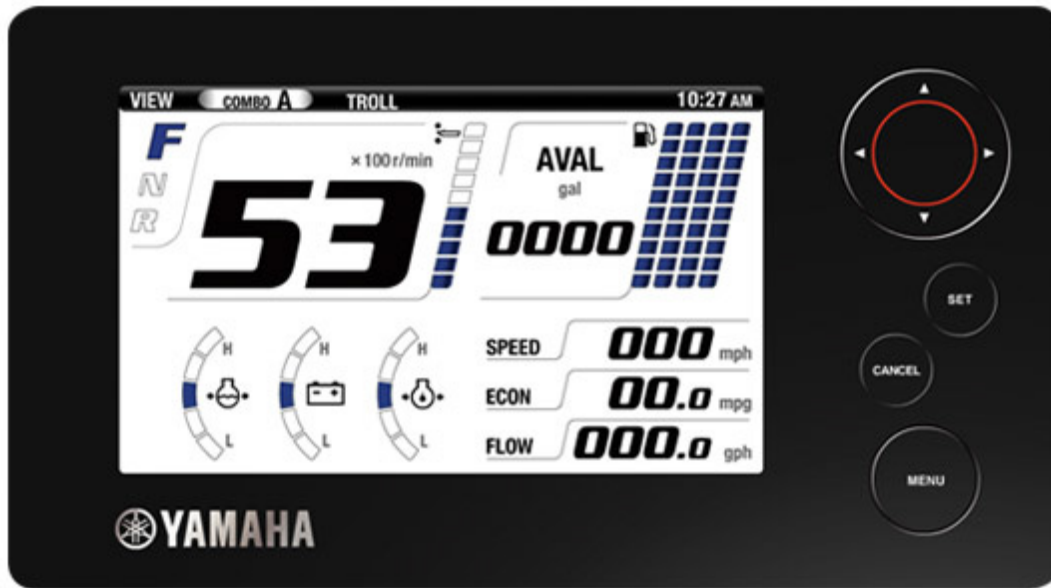 VIEW COMBO A TROLL 10:27 AM
F
N
R
×100 r/min
53
AVAL
gal
0000
H
L
H
L
H
L
SPEED 000 mph
ECON 00.0 mpg
FLOW 000.0 gph
SET
CANCEL
MENU
YAMAHA